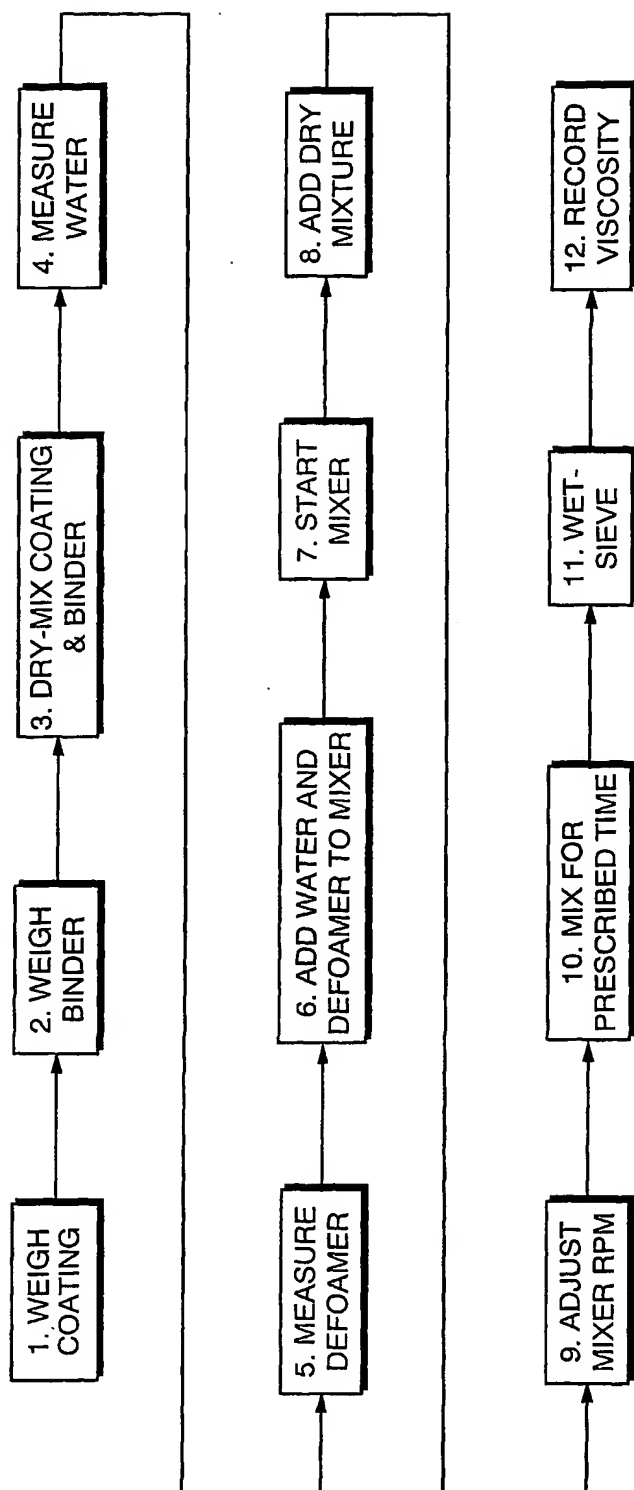 1. WEIGH
COATING
2. WEIGH
BINDER
3. DRY-MIX COATING
& BINDER
4. MEASURE
WATER
5. MEASURE
DEFOAMER
6. ADD WATER AND
DEFOAMER TO MIXER
7. START
MIXER
8. ADD DRY
MIXTURE
9. ADJUST
MIXER RPM
10. MIX FOR
PRESCRIBED TIME
11. WET-
SIEVE
12. RECORD
VISCOSITY